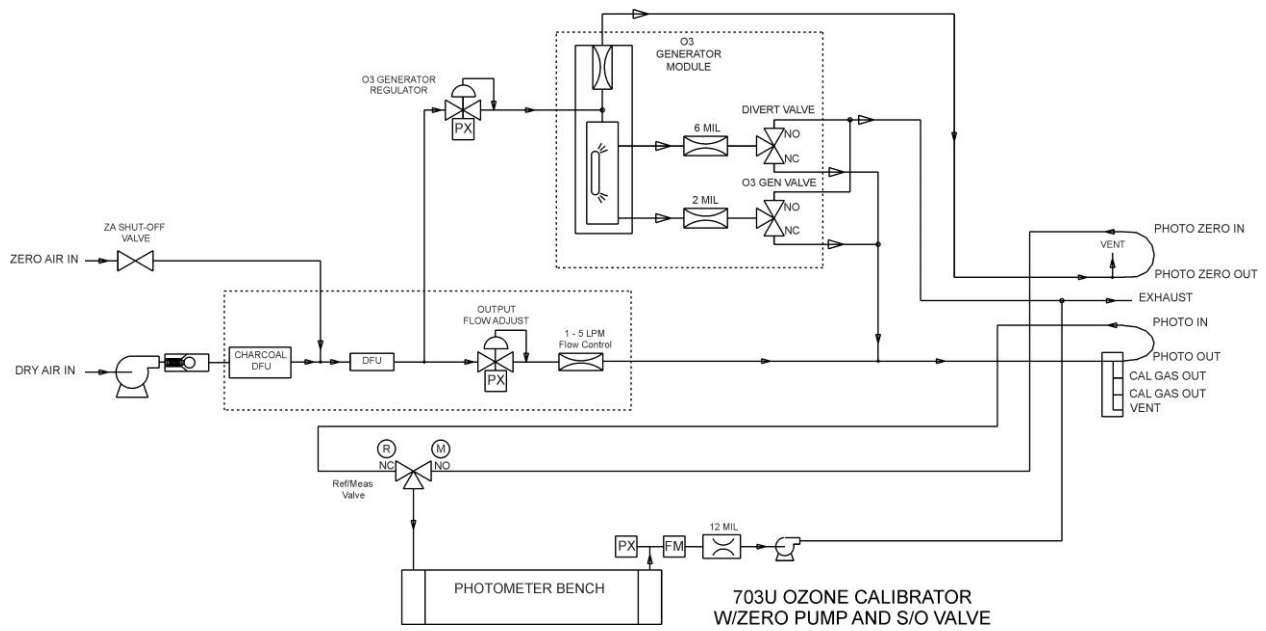 O3
GENERATOR
MODULE
O3 GENERATOR
REGULATOR
PX
DIVERT VALVE
6 MIL
NO
NC
O3 GEN VALVE
2 MIL
NO
NC
ZA SHUT-OFF
VALVE
ZERO AIR IN
PHOTO ZERO IN
VENT
PHOTO ZERO OUT
EXHAUST
OUTPUT
FLOW ADJUST
1 - 5 LPM
Flow Control
PHOTO IN
CHARCOAL
DFU
DFU
PX
DRY AIR IN
PHOTO OUT
CAL GAS OUT
CAL GAS OUT
VENT
R
M
NC
NO
Ref/Meas
Valve
12 MIL
PX
FM
PHOTOMETER BENCH
703U OZONE CALIBRATOR
W/ZERO PUMP AND S/O VALVE